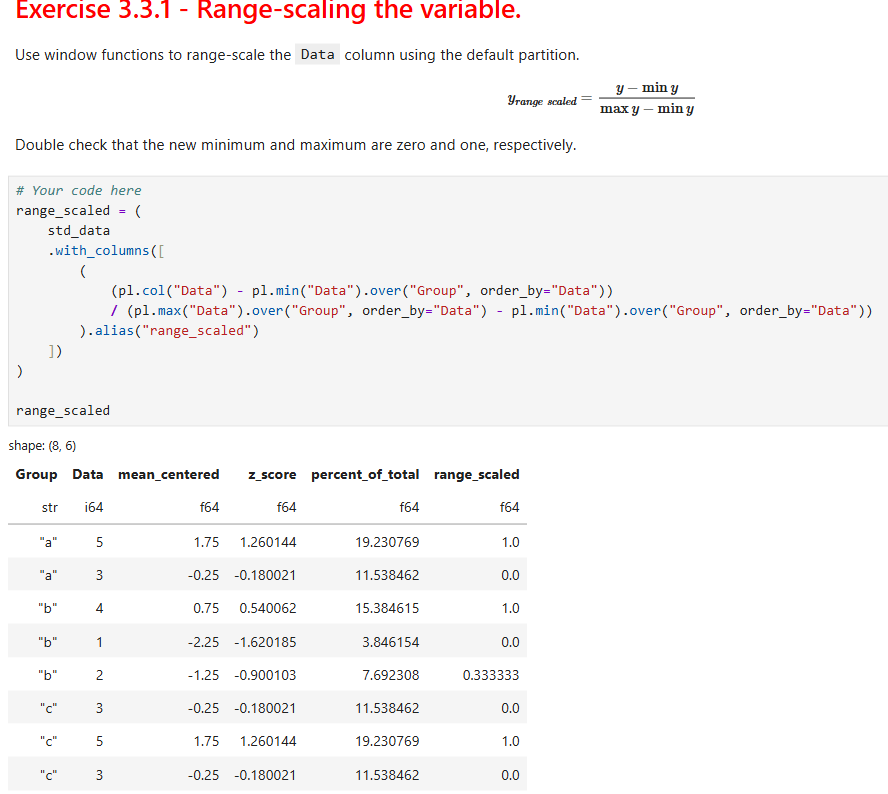 Exercise 3.3.1 - Range-scaling the variable.
Use window functions to range-scale the Data column using the default partition.
y_range scaled = (y − min y) / (max y − min y)
Double check that the new minimum and maximum are zero and one, respectively.
# Your code here
range_scaled = (
    std_data
    .with_columns([
        (
            (pl.col("Data") - pl.min("Data").over("Group", order_by="Data"))
            / (pl.max("Data").over("Group", order_by="Data") - pl.min("Data").over("Group", order_by="Data"))
        ).alias("range_scaled")
    ])
)
range_scaled
shape: (8, 6)
Group Data mean_centered z_score percent_of_total range_scaled
str i64 f64 f64 f64 f64
"a" 5 1.75 1.260144 19.230769 1.0
"a" 3 -0.25 -0.180021 11.538462 0.0
"b" 4 0.75 0.540062 15.384615 1.0
"b" 1 -2.25 -1.620185 3.846154 0.0
"b" 2 -1.25 -0.900103 7.692308 0.333333
"c" 3 -0.25 -0.180021 11.538462 0.0
"c" 5 1.75 1.260144 19.230769 1.0
"c" 3 -0.25 -0.180021 11.538462 0.0